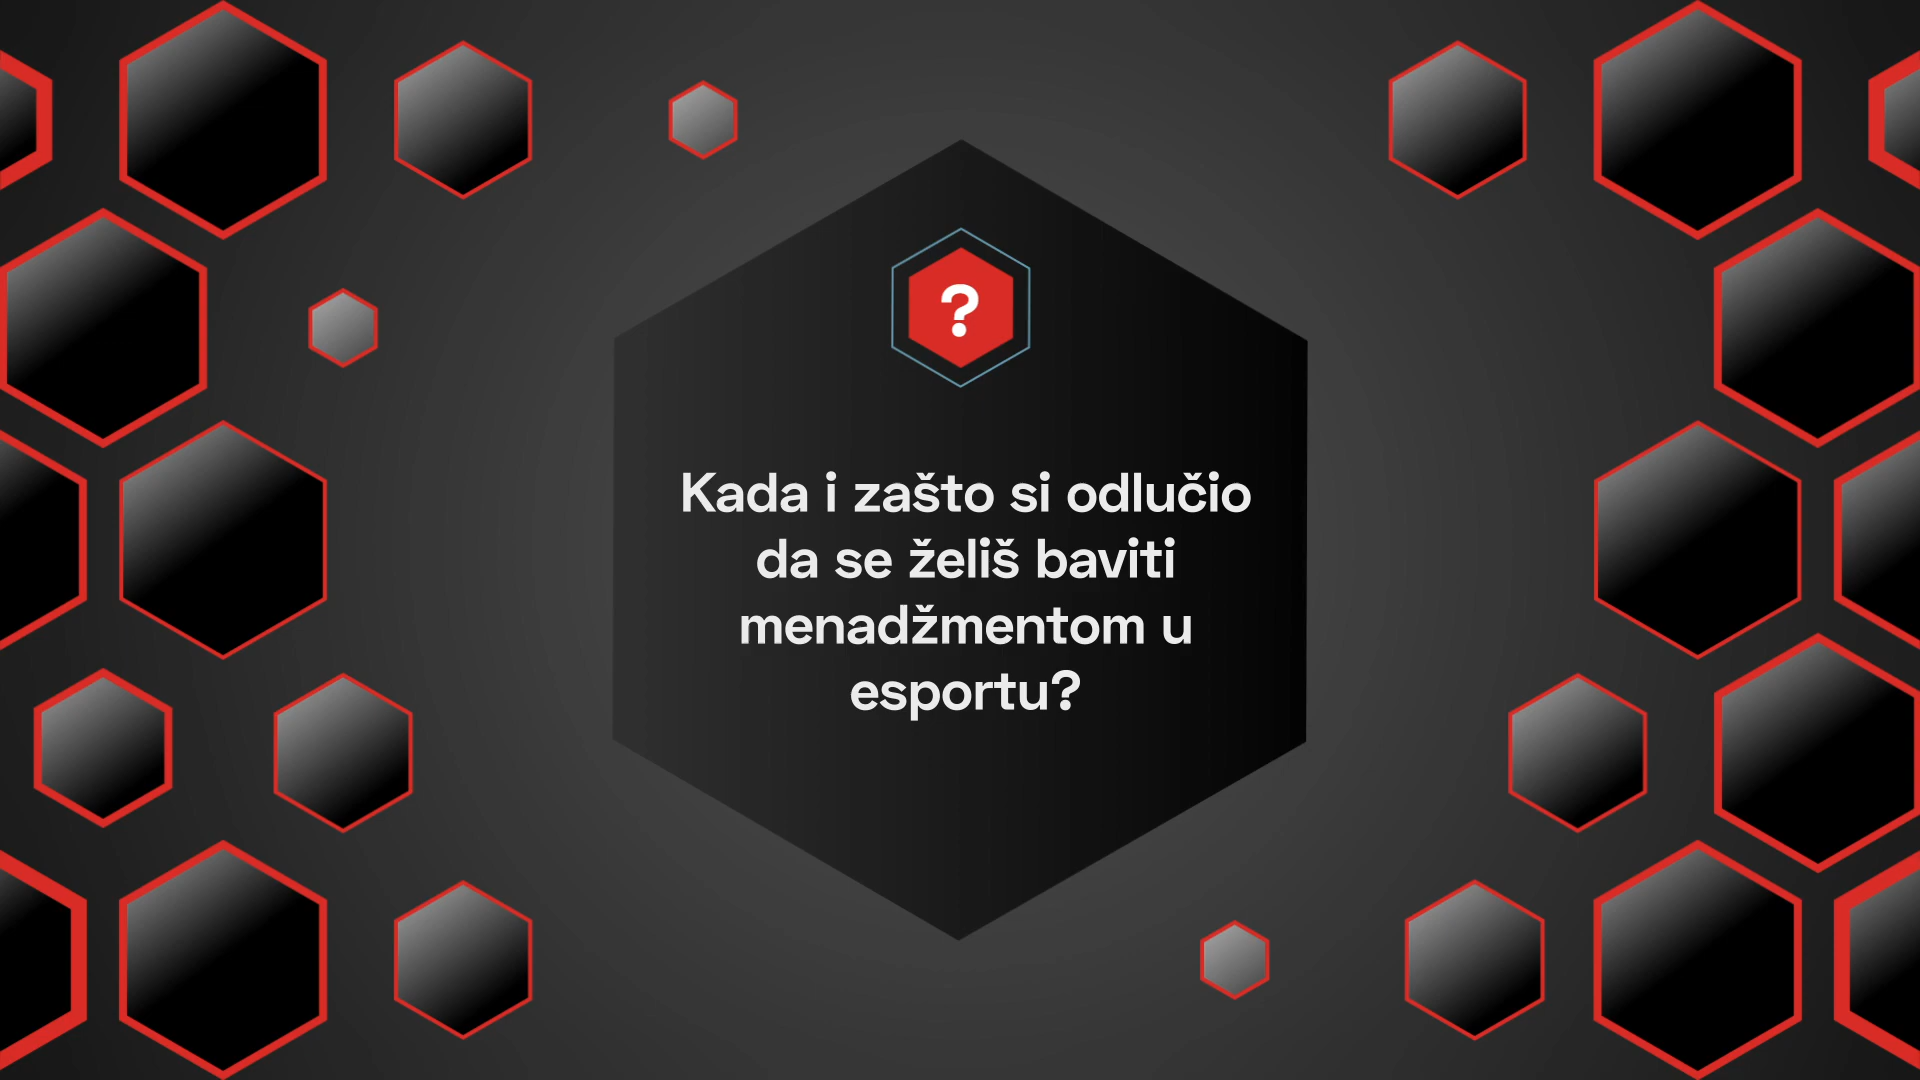 ?
Kada i zašto si odlučio
da se želiš baviti
menadžmentom u
esportu?